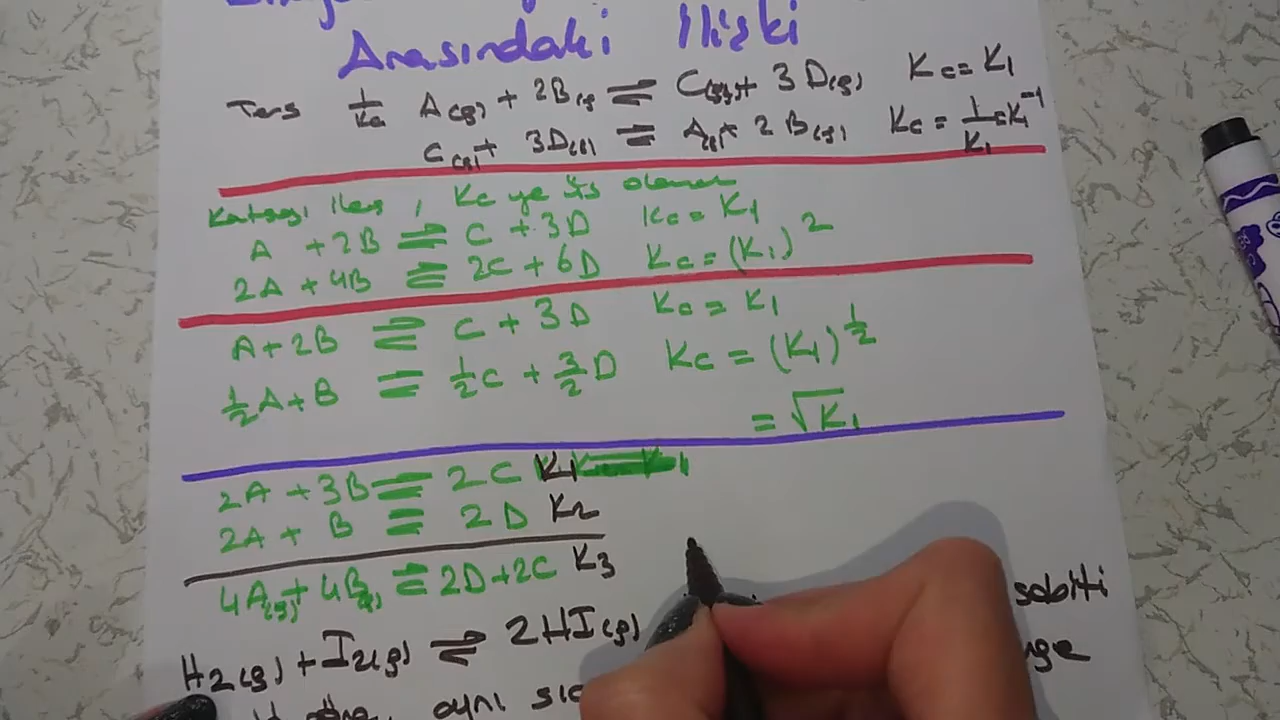 Arasındaki İlişki
Ters 1/Kc A(g) + 2B(g) ⇌ C(g) + 3D(g) Kc = K1
C(g) + 3D(g) ⇌ A(g) + 2B(g) Kc = 1/K1 = K1^-1
Katsayı ile , Kc ye üs olarak
A + 2B ⇌ C + 3D Kc = K1
2A + 4B ⇌ 2C + 6D Kc = (K1)^2
A + 2B ⇌ C + 3D Kc = K1
1/2 A + B ⇌ 1/2 C + 3/2 D Kc = (K1)^1/2
= √K1
2A + 3B ⇌ 2C K1
2A + B ⇌ 2D K2
4A(g) + 4B(g) ⇌ 2D + 2C K3
H2(g) + I2(g) ⇌ 2HI(g) sabiti
göre, aynı